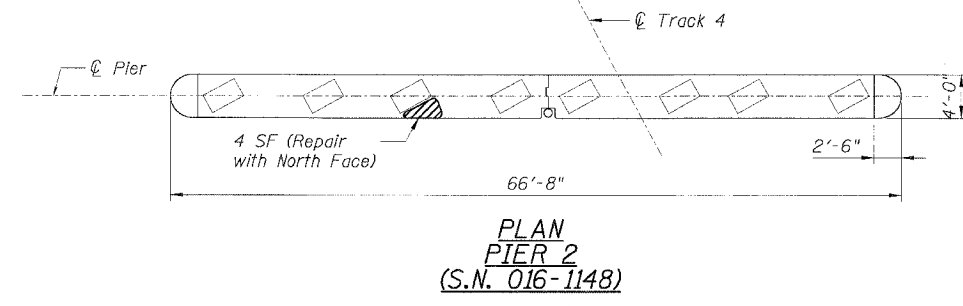 ℄ Track 4
℄ Pier
4'-0"
4 SF (Repair
with North Face)
2'-6"
66'-8"
PLAN
PIER 2
(S.N. 016-1148)